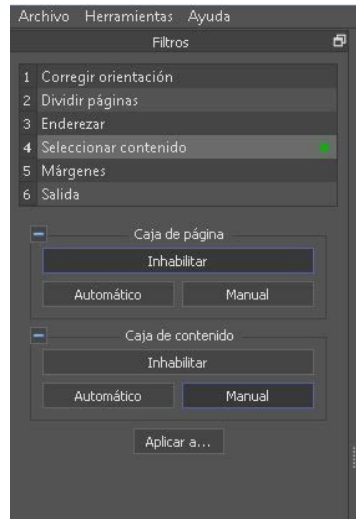 Archivo Herramientas Ayuda
Filtros
1 Corregir orientación
2 Dividir páginas
3 Enderezar
4 Seleccionar contenido
5 Márgenes
6 Salida
Caja de página
Inhabilitar
Automático Manual
Caja de contenido
Inhabilitar
Automático Manual
Aplicar a...